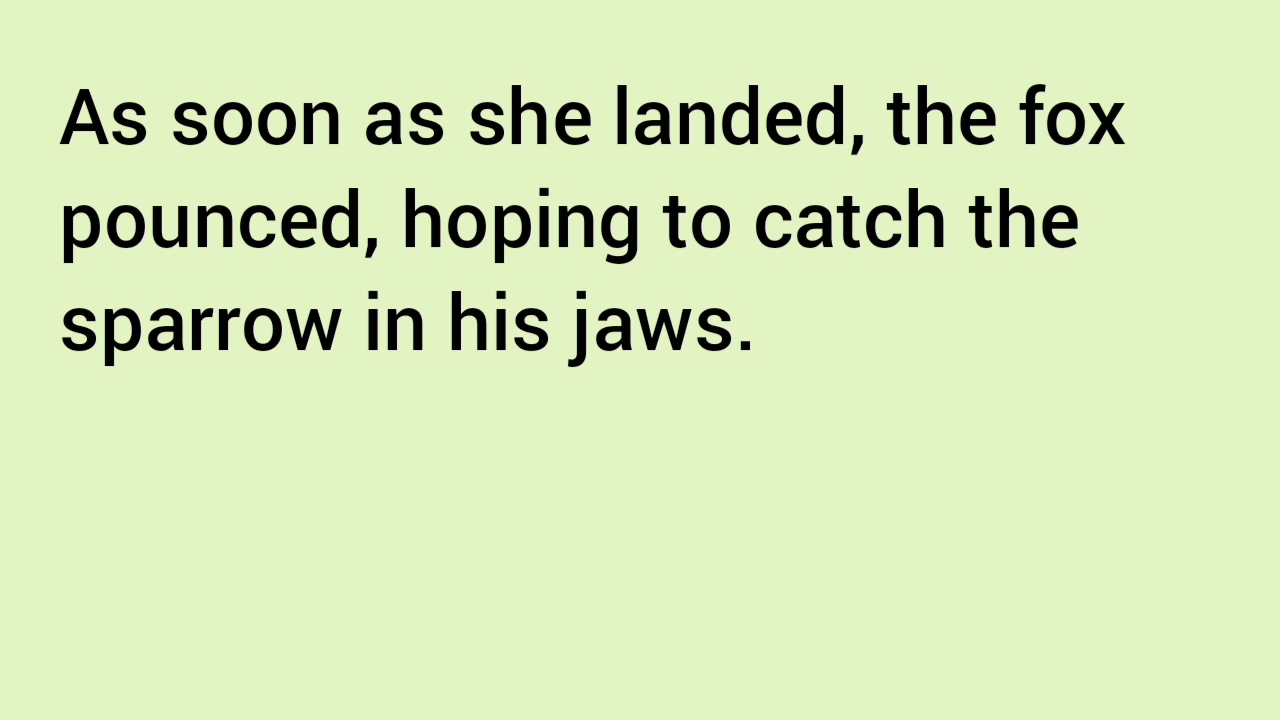 As soon as she landed, the fox
pounced, hoping to catch the
sparrow in his jaws.